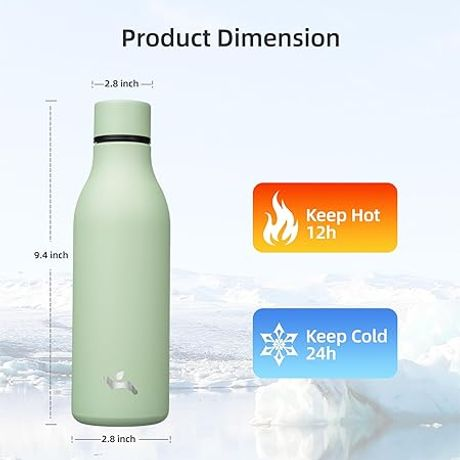 Product Dimension
2.8 inch
9.4 inch
Keep Hot
12h
Keep Cold
24h
2.8 inch